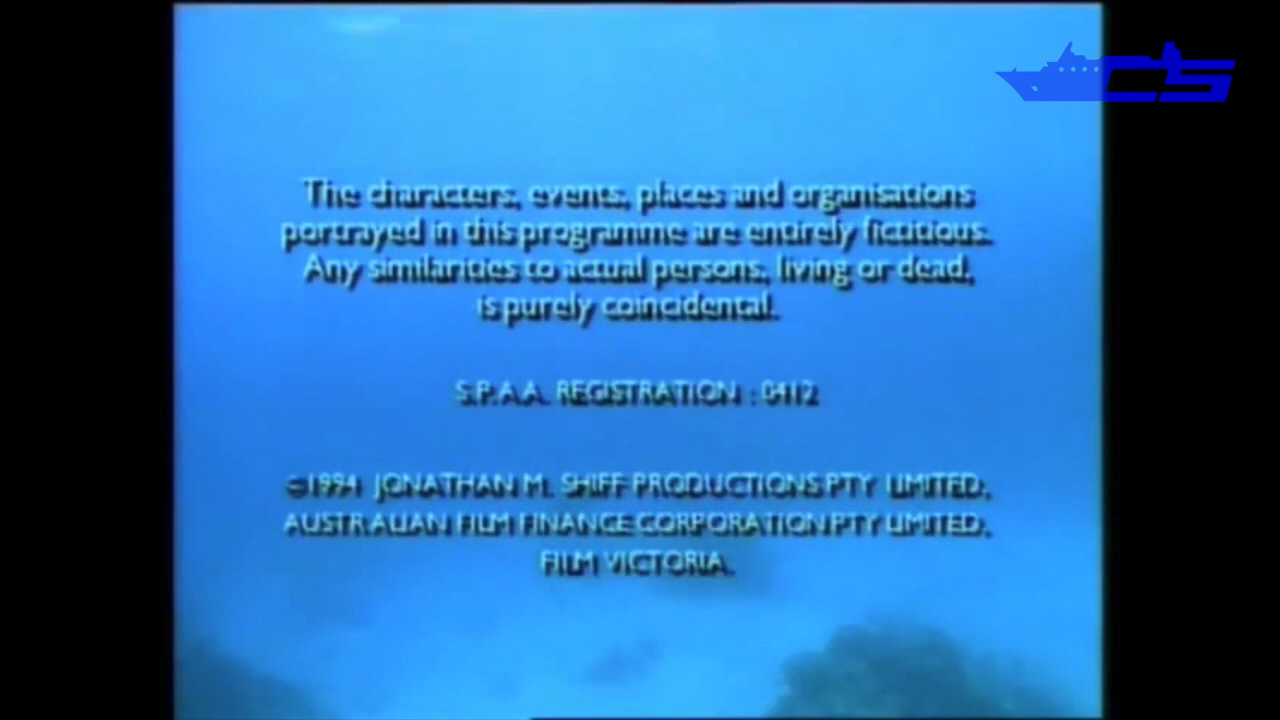 CS
The characters, events, places and organisations
portrayed in this programme are entirely fictitious.
Any similarities to actual persons, living or dead,
is purely coincidental.
S.P.A.A. REGISTRATION : 0412
©1994 JONATHAN M. SHIFF PRODUCTIONS PTY LIMITED,
AUSTRALIAN FILM FINANCE CORPORATION PTY LIMITED,
FILM VICTORIA.